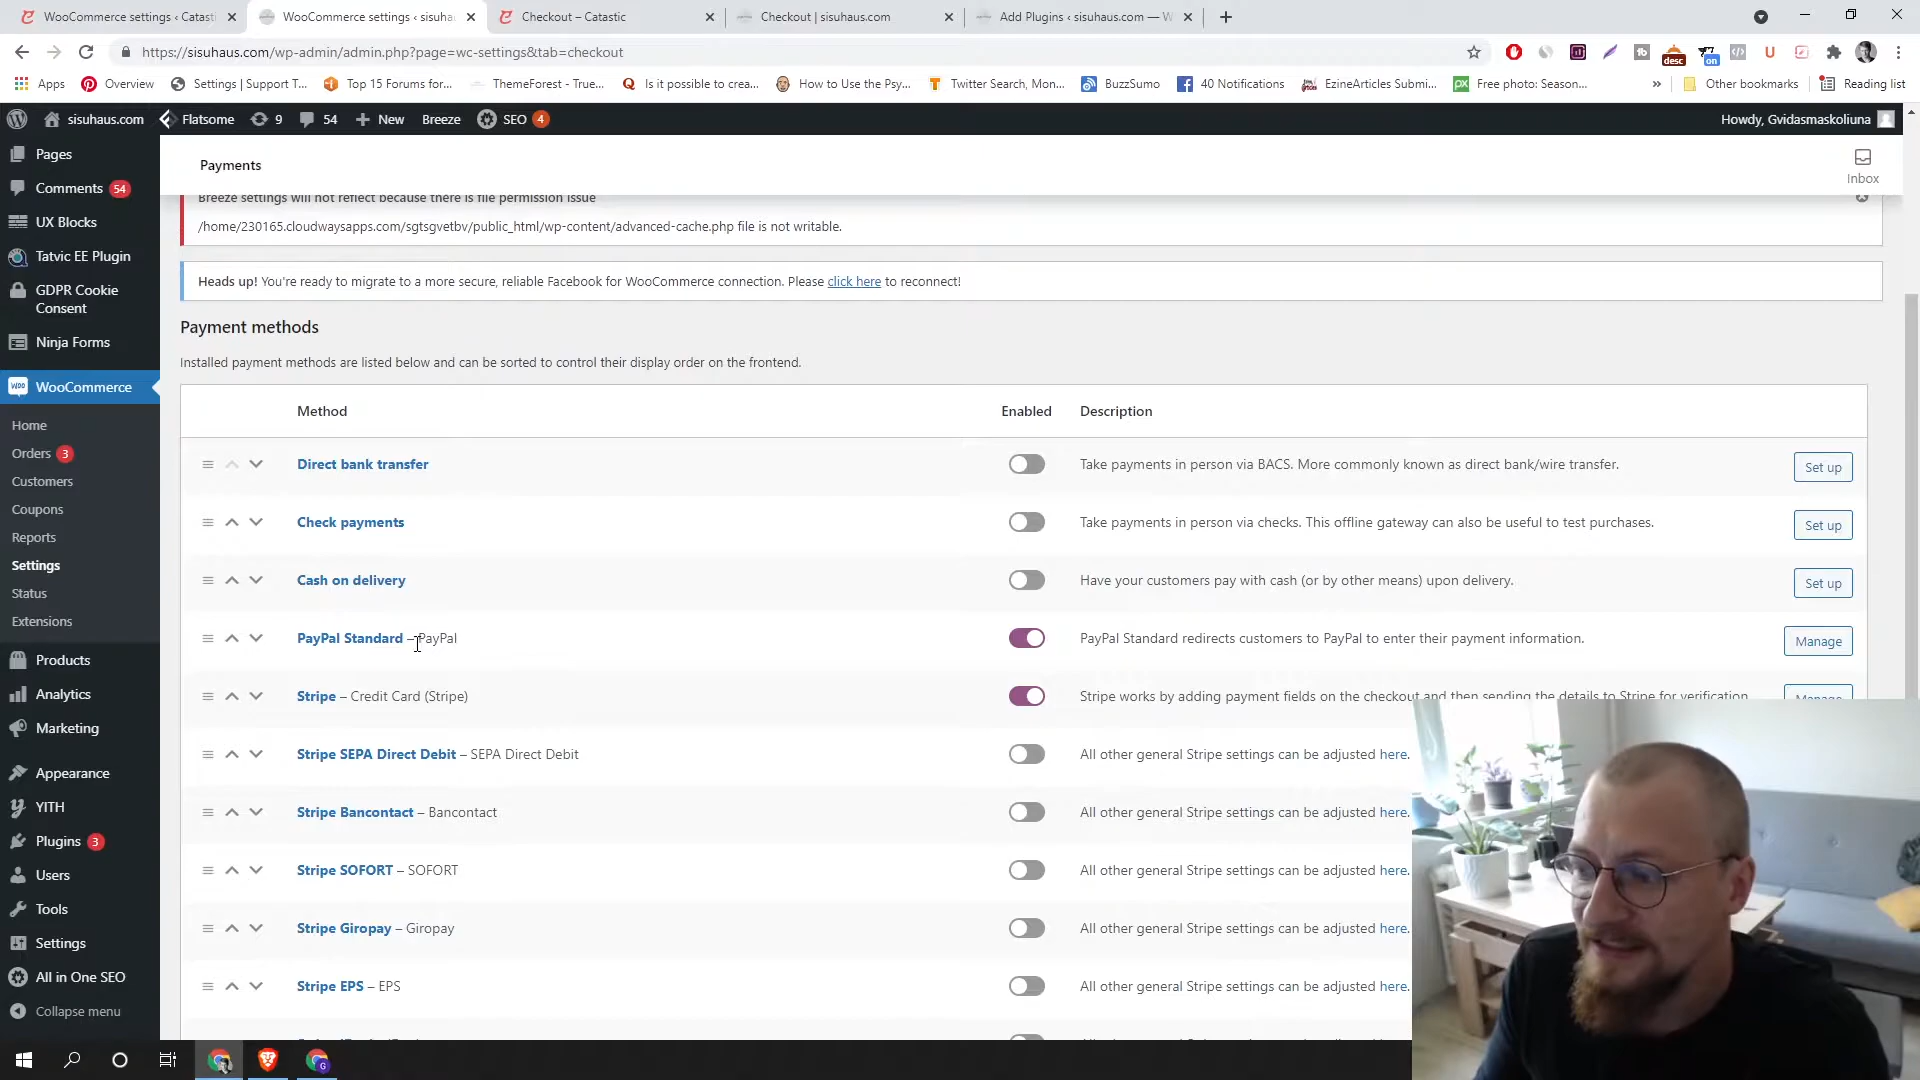 WooCommerce settings ‹ Catasti
WooCommerce settings ‹ sisuha
Checkout – Catastic
Checkout | sisuhaus.com
Add Plugins ‹ sisuhaus.com — W
https://sisuhaus.com/wp-admin/admin.php?page=wc-settings&tab=checkout
desc
on
Apps
Overview
Settings | Support T...
Top 15 Forums for...
ThemeForest - True...
Is it possible to crea...
How to Use the Psy...
Twitter Search, Mon...
BuzzSumo
40 Notifications
EzineArticles Submi...
Free photo: Season...
»
Other bookmarks
Reading list
sisuhaus.com
Flatsome
9
54
New
Breeze
SEO 4
Howdy, Gvidasmaskoliuna
Pages
Comments 54
UX Blocks
Tatvic EE Plugin
GDPR Cookie
Consent
Ninja Forms
WooCommerce
Home
Orders 3
Customers
Coupons
Reports
Settings
Status
Extensions
Products
Analytics
Marketing
Appearance
YITH
Plugins 3
Users
Tools
Settings
All in One SEO
Collapse menu
Payments
Inbox
Breeze settings will not reflect because there is file permission issue
/home/230165.cloudwaysapps.com/sgtsgvetbv/public_html/wp-content/advanced-cache.php file is not writable.
Heads up! You're ready to migrate to a more secure, reliable Facebook for WooCommerce connection. Please click here to reconnect!
Payment methods
Installed payment methods are listed below and can be sorted to control their display order on the frontend.
Method Enabled Description
Direct bank transfer Take payments in person via BACS. More commonly known as direct bank/wire transfer. Set up
Check payments Take payments in person via checks. This offline gateway can also be useful to test purchases. Set up
Cash on delivery Have your customers pay with cash (or by other means) upon delivery. Set up
PayPal Standard – PayPal PayPal Standard redirects customers to PayPal to enter their payment information. Manage
Stripe – Credit Card (Stripe) Stripe works by adding payment fields on the checkout and then sending the details to Stripe for verification. Manage
Stripe SEPA Direct Debit – SEPA Direct Debit All other general Stripe settings can be adjusted here.
Stripe Bancontact – Bancontact All other general Stripe settings can be adjusted here.
Stripe SOFORT – SOFORT All other general Stripe settings can be adjusted here.
Stripe Giropay – Giropay All other general Stripe settings can be adjusted here.
Stripe EPS – EPS All other general Stripe settings can be adjusted here.